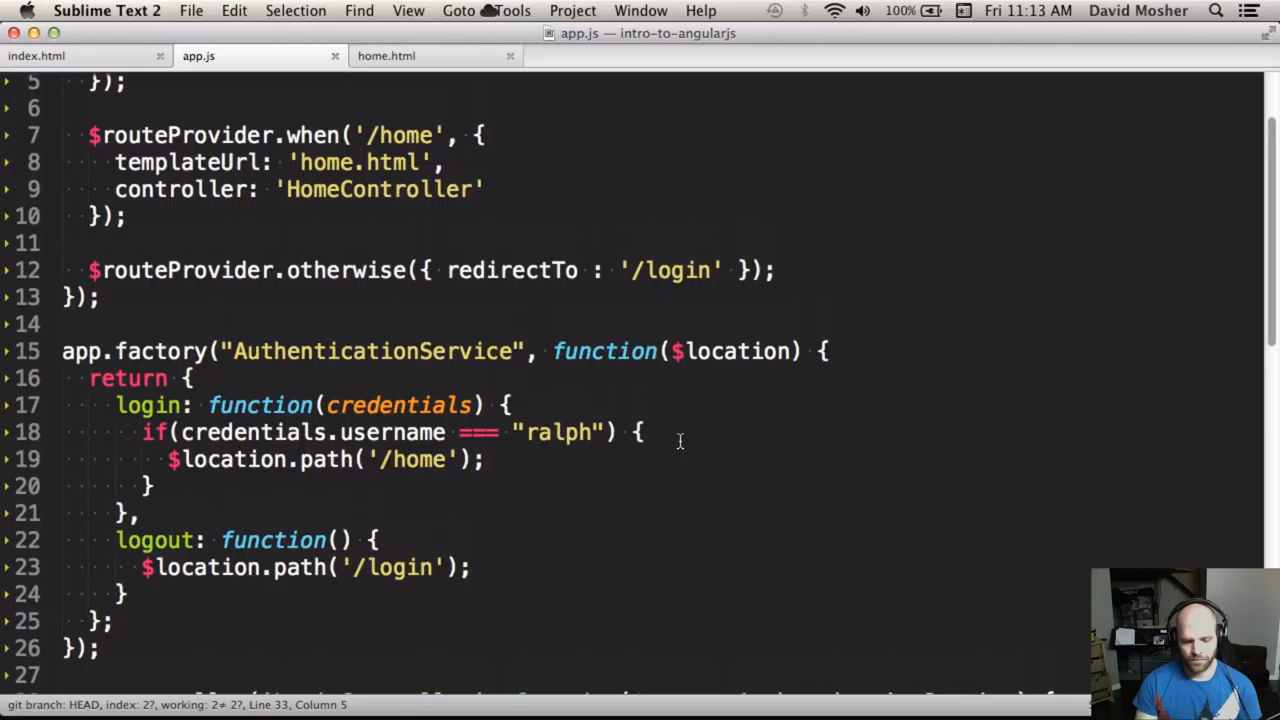 Sublime Text 2 File Edit Selection Find View Goto Tools Project Window Help 100% Fri 11:13 AM David Mosher
app.js — intro-to-angularjs
index.html app.js home.html
5 });
6
7 $routeProvider.when('/home', {
8 templateUrl: 'home.html',
9 controller: 'HomeController'
10 });
11
12 $routeProvider.otherwise({ redirectTo : '/login' });
13 });
14
15 app.factory("AuthenticationService", function($location) {
16 return {
17 login: function(credentials) {
18 if(credentials.username === "ralph") {
19 $location.path('/home');
20 }
21 },
22 logout: function() {
23 $location.path('/login');
24 }
25 };
26 });
27
git branch: HEAD, index: 2?, working: 2≠ 2?, Line 33, Column 5